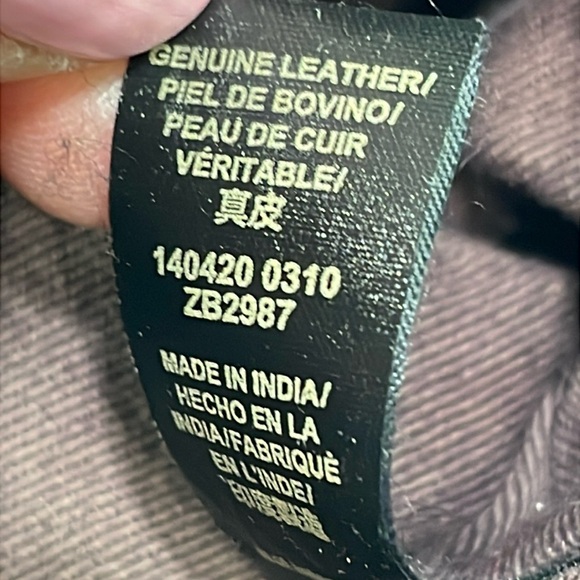 GENUINE LEATHER/
PIEL DE BOVINO/
PEAU DE CUIR
VÉRITABLE/
真皮
140420 0310
ZB2987
MADE IN INDIA/
HECHO EN LA
INDIA/FABRIQUÈ
EN L'INDE/